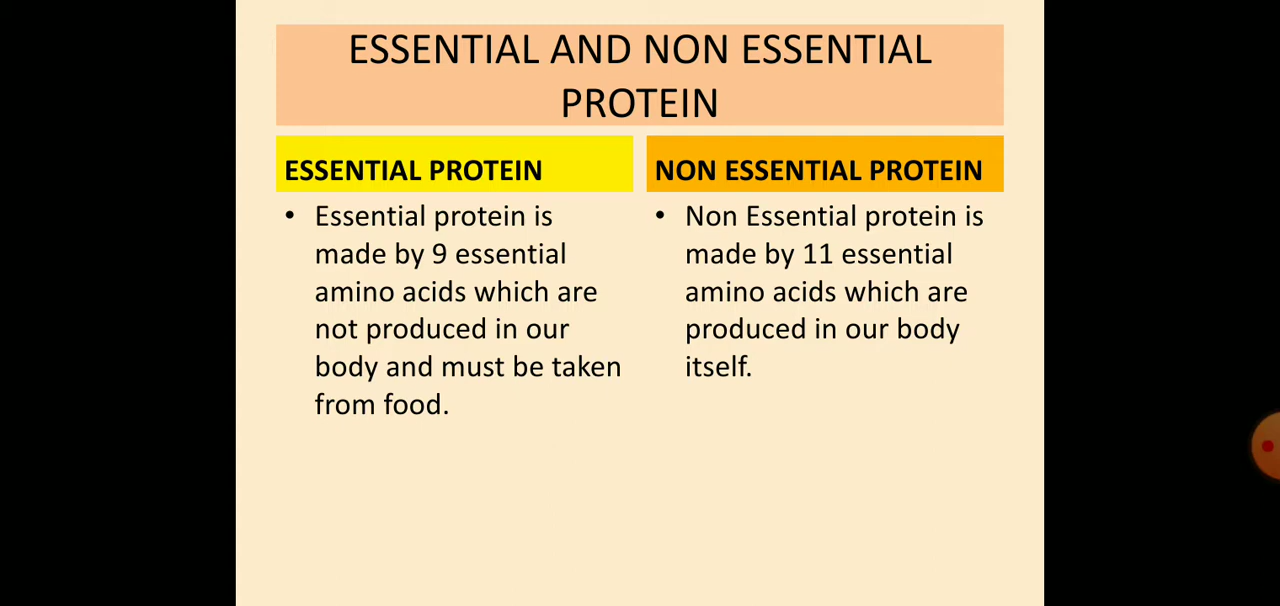 ESSENTIAL AND NON ESSENTIAL
PROTEIN
ESSENTIAL PROTEIN
• Essential protein is
made by 9 essential
amino acids which are
not produced in our
body and must be taken
from food.
NON ESSENTIAL PROTEIN
• Non Essential protein is
made by 11 essential
amino acids which are
produced in our body
itself.